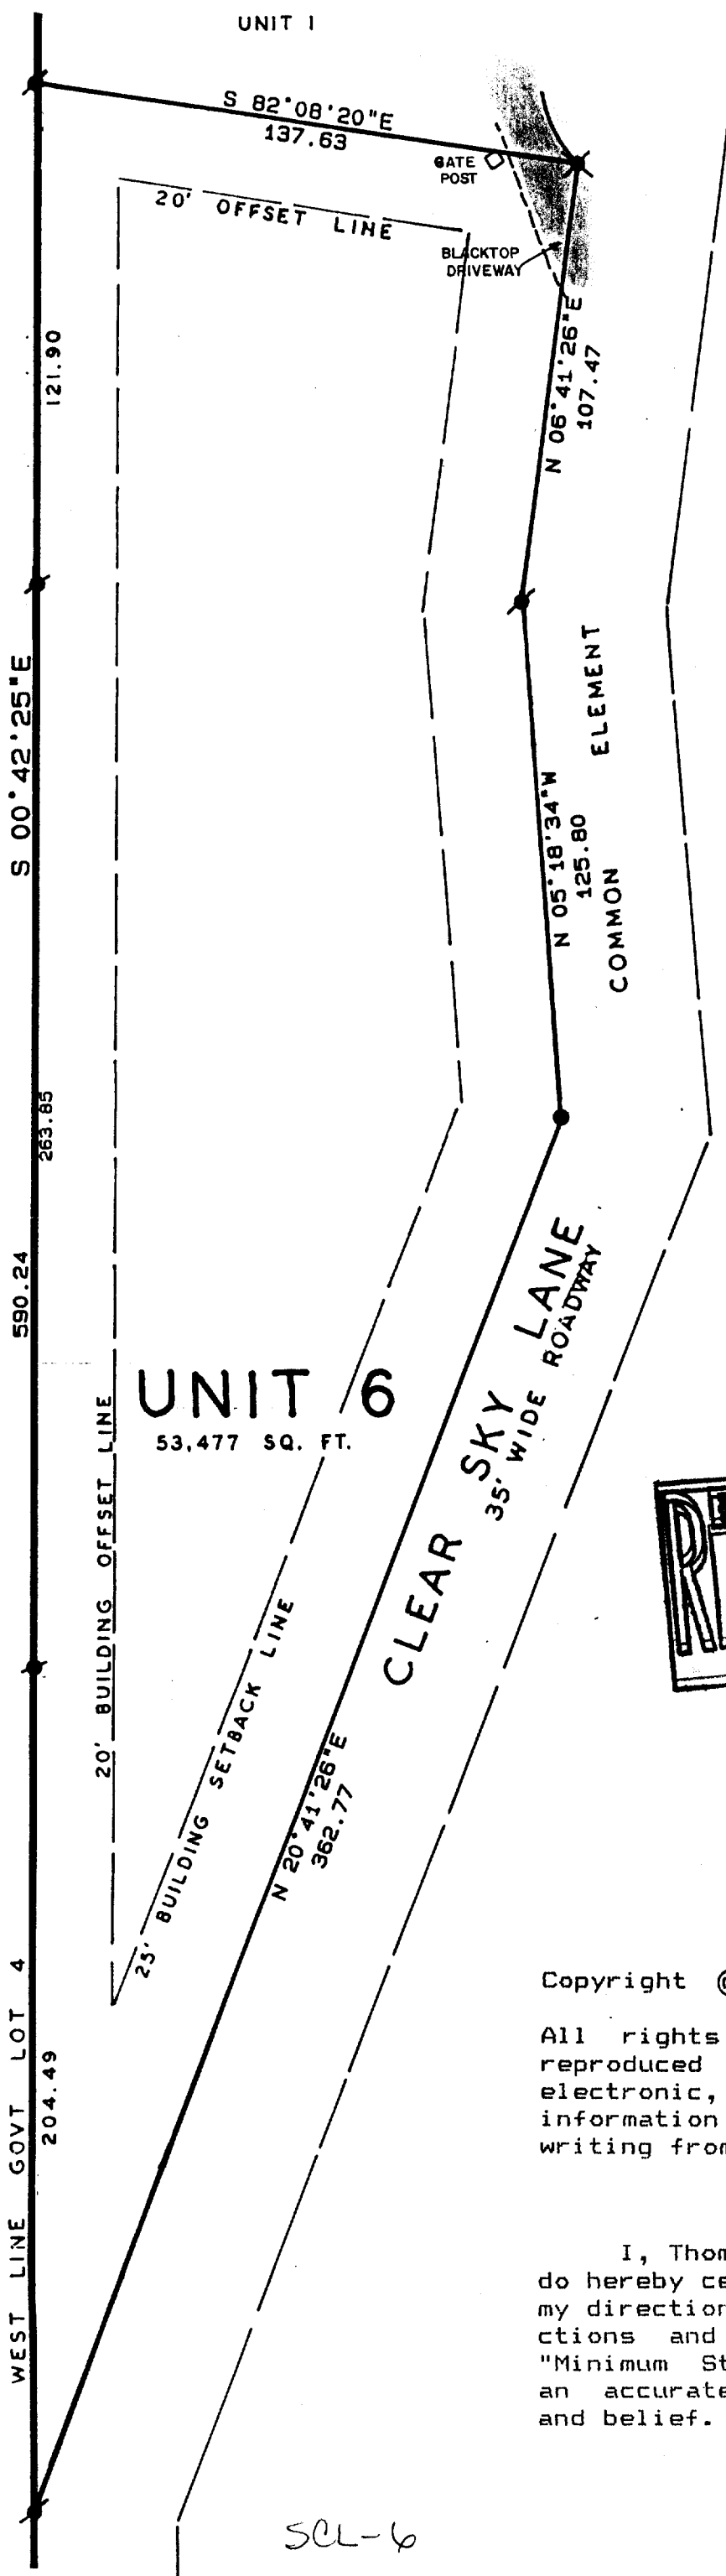 UNIT 1
S 82°08'20"E
137.63
GATE
POST
20' OFFSET LINE
BLACKTOP
DRIVEWAY
121.90
N 06°41'26"E
107.47
S 00°42'25"E
COMMON ELEMENT
N 05°18'34"W
125.80
263.85
590.24
UNIT 6
53,477 SQ. FT.
CLEAR SKY LANE
35' WIDE ROADWAY
20' BUILDING OFFSET LINE
25' BUILDING SETBACK LINE
N 20°41'26"E
362.77
WEST LINE GOVT LOT 4
204.49
Copyright ©
All rights
reproduced
electronic,
information
writing from
I, Thom
do hereby ce
my direction
ctions and
"Minimum St
an accurate
and belief.
SCL-6